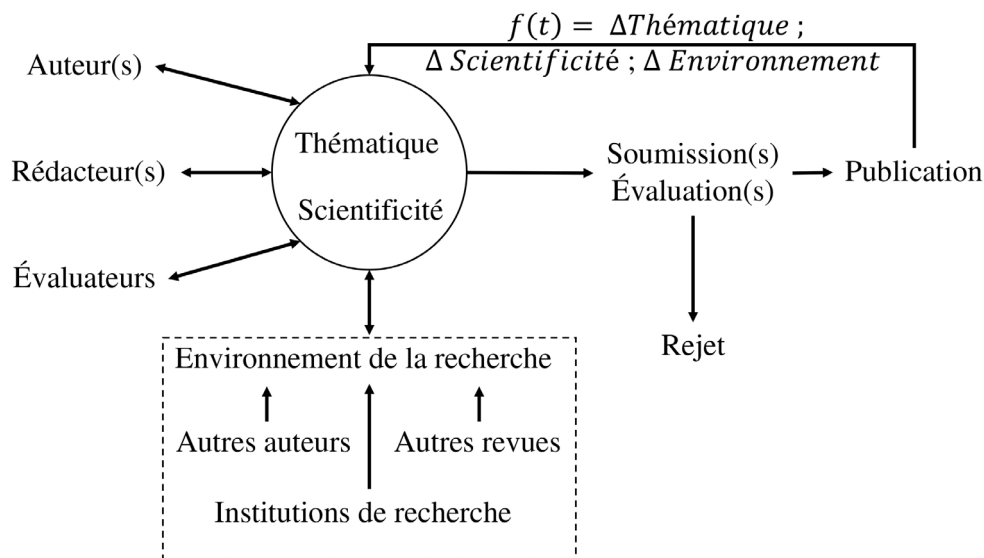 f(t) = ΔThématique ;
Δ Scientificité ; Δ Environnement
Auteur(s)
Thématique
Rédacteur(s)
Scientificité
Soumission(s)
Évaluation(s)
Publication
Évaluateurs
Rejet
Environnement de la recherche
Autres auteurs
Autres revues
Institutions de recherche